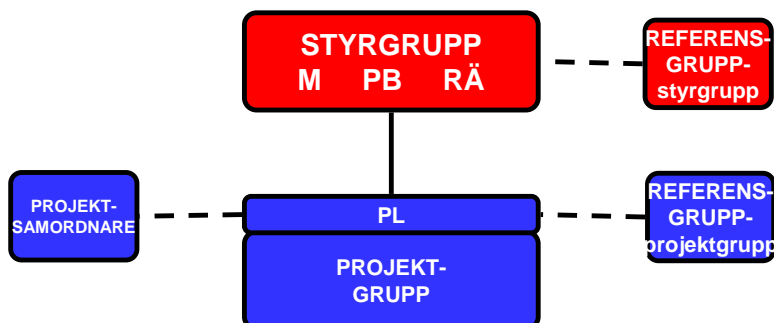 STYRGRUPP
M PB RÄ
REFERENS-
GRUPP-
styrgrupp
PROJEKT-
SAMORDNARE
PL
REFERENS-
GRUPP-
projektgrupp
PROJEKT-
GRUPP